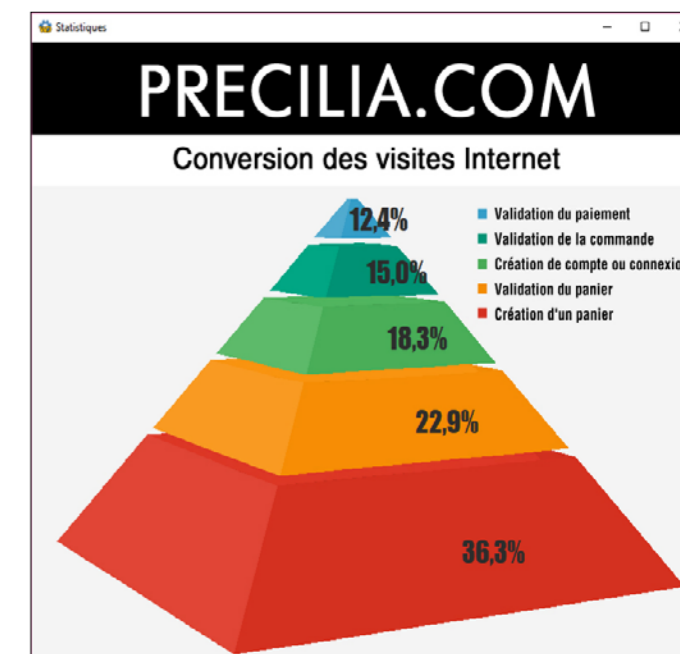 Statistiques
PRECILIA.COM
Conversion des visites Internet
12,4%
15,0%
18,3%
22,9%
36,3%
Validation du paiement
Validation de la commande
Création de compte ou connexio
Validation du panier
Création d'un panier